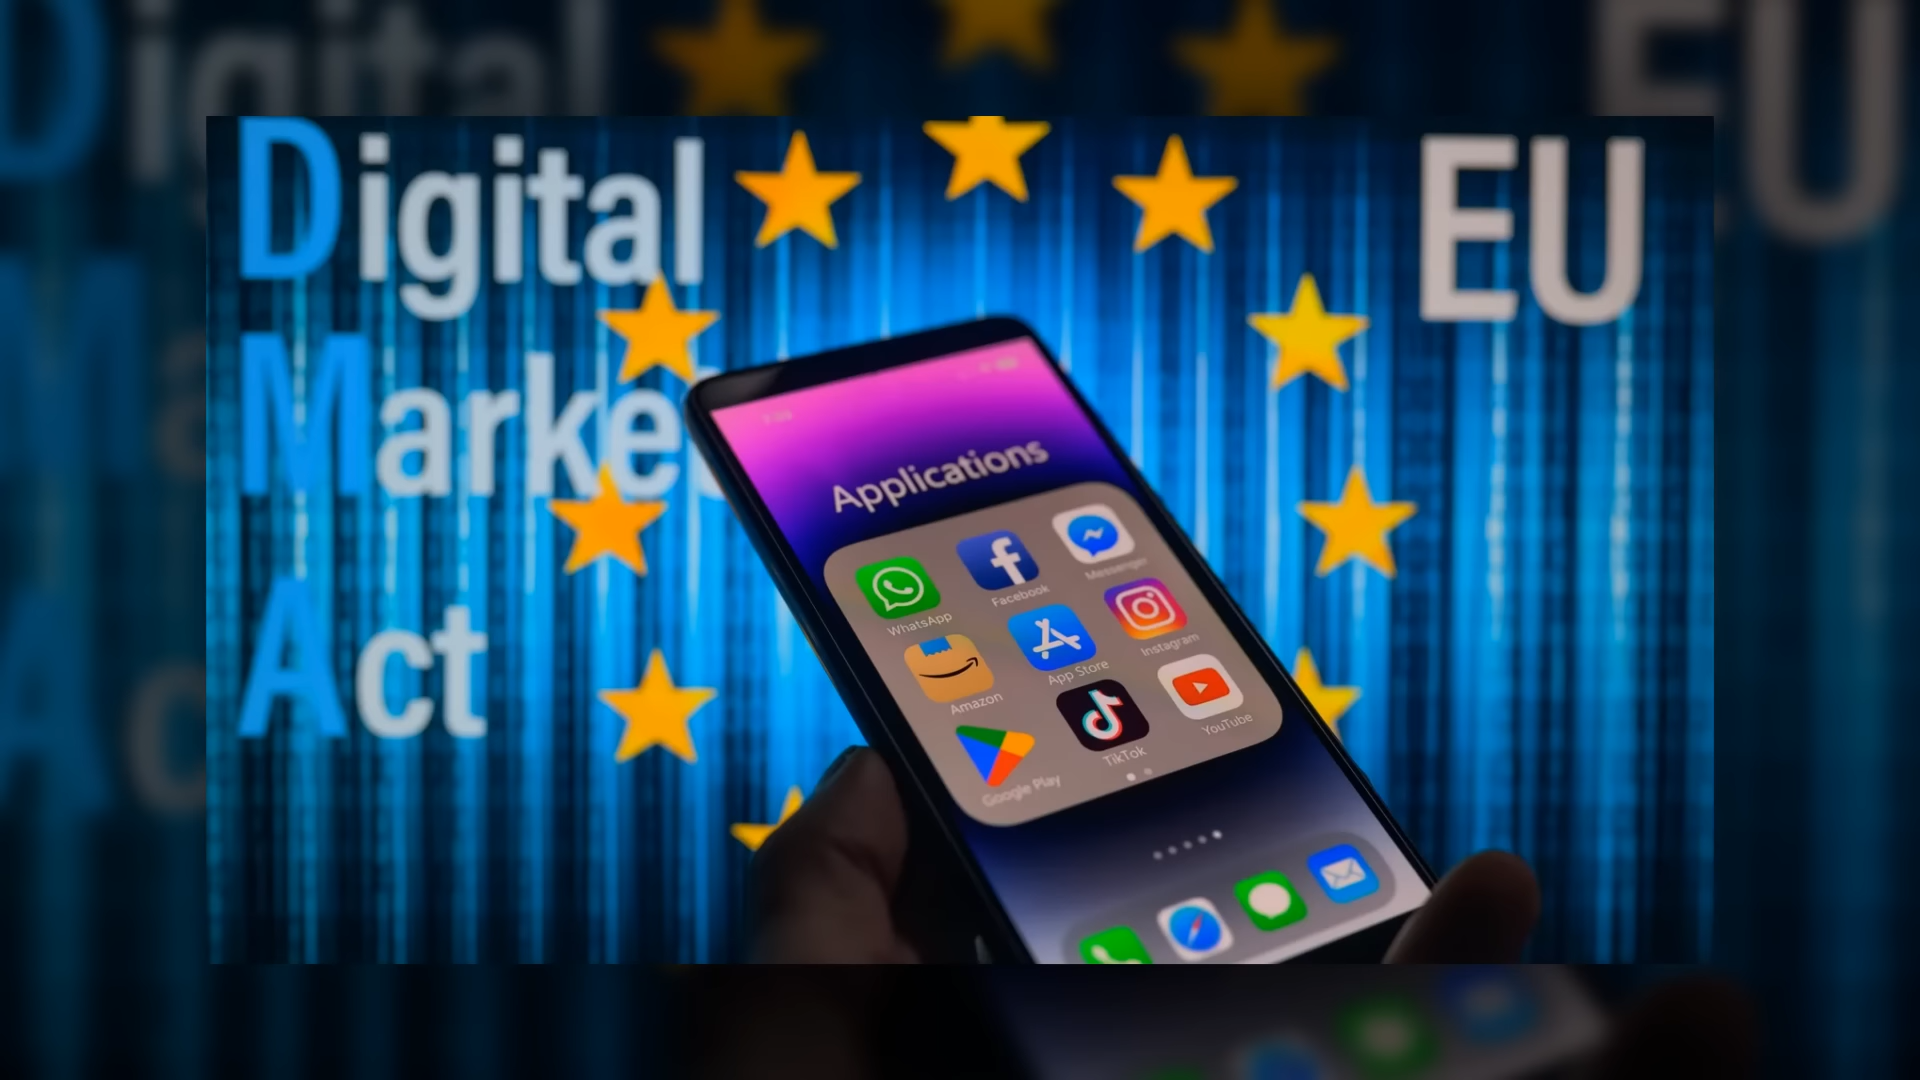 Digital
EU
Marke
Act
Applications
WhatsApp
Facebook
Messenger
Amazon
App Store
Instagram
Google Play
TikTok
YouTube